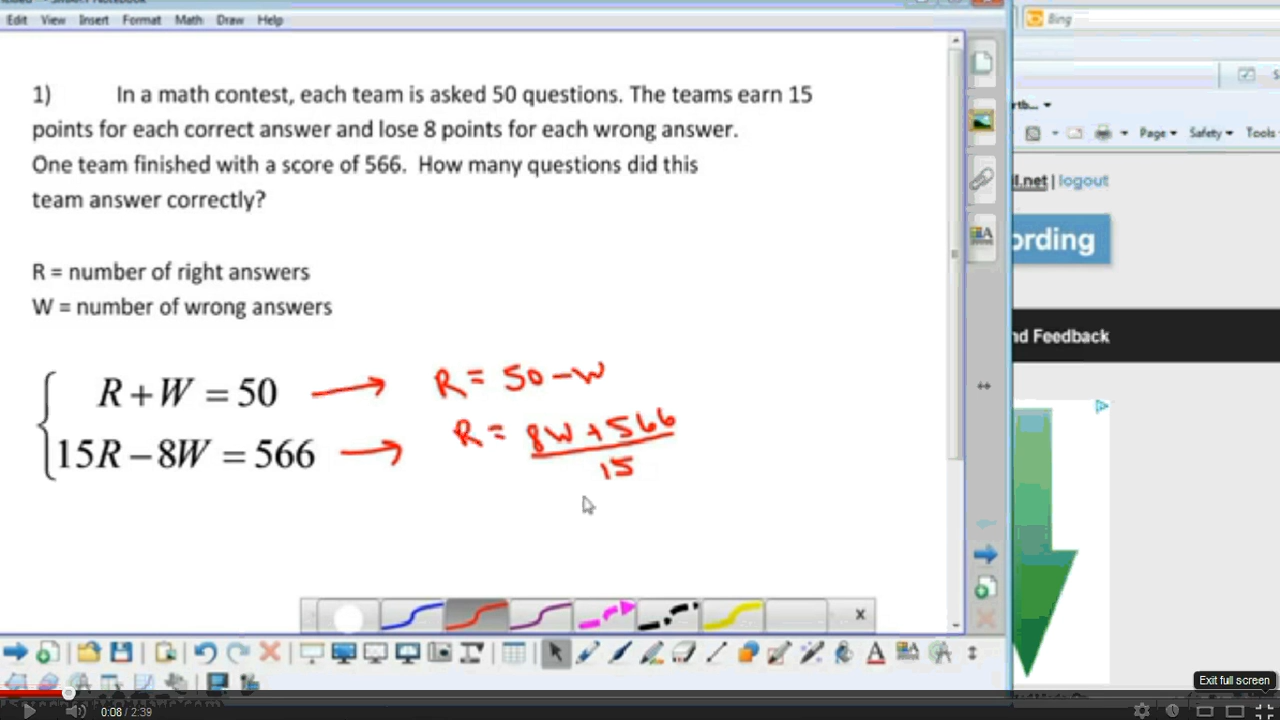 Edit View Insert Format Math Draw Help
Bing
1) In a math contest, each team is asked 50 questions. The teams earn 15
points for each correct answer and lose 8 points for each wrong answer.
One team finished with a score of 566. How many questions did this
team answer correctly?
R = number of right answers
W = number of wrong answers
R + W = 50
R = 50 - W
15R - 8W = 566
R = 8W + 566
15
Page Safety Tools
il.net | logout
ording
nd Feedback
x
Exit full screen
0:08 / 2:39